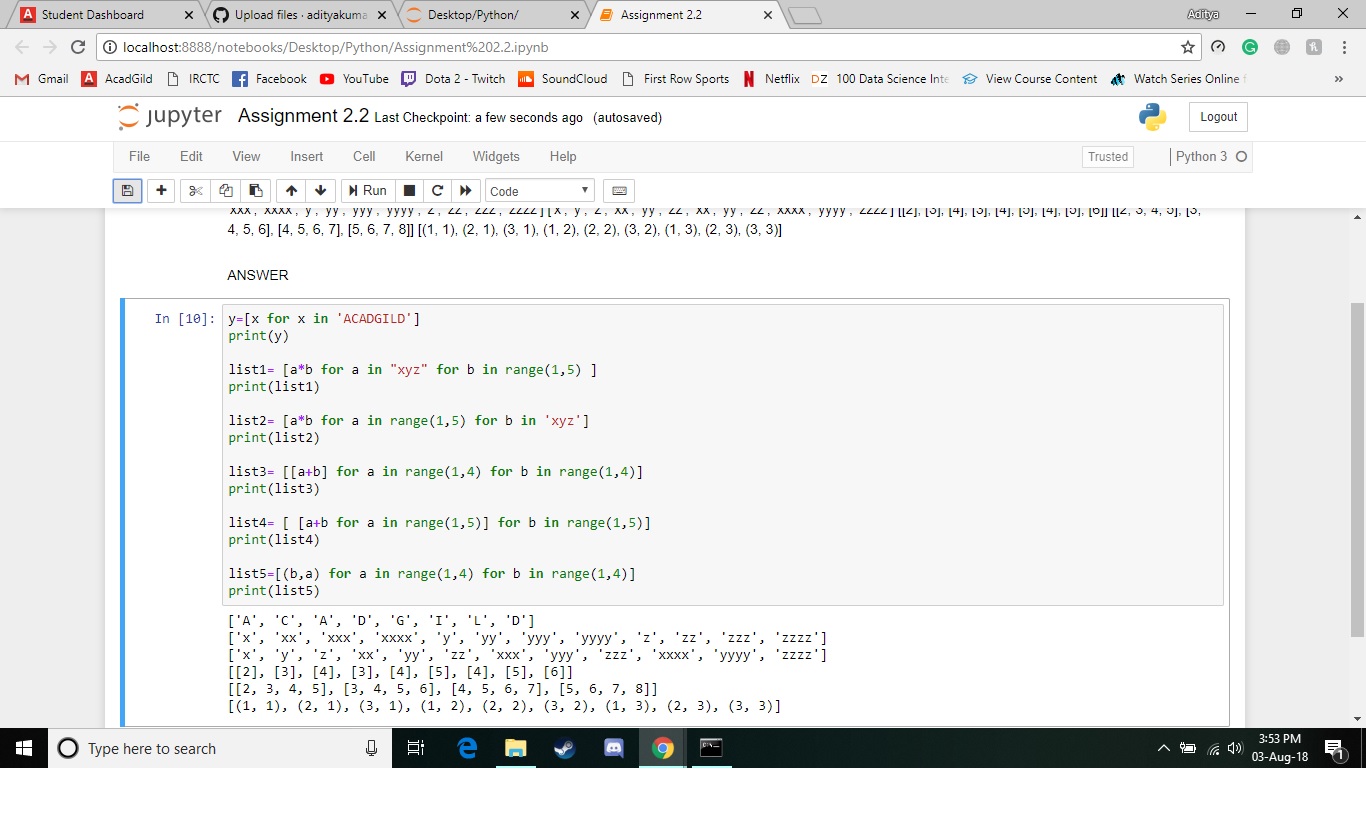 Student Dashboard
Upload files · adityakuma
Desktop/Python/
Assignment 2.2
Aditya
localhost:8888/notebooks/Desktop/Python/Assignment%202.2.ipynb
Gmail AcadGild IRCTC Facebook YouTube Dota 2 - Twitch SoundCloud First Row Sports Netflix DZ 100 Data Science Inte View Course Content Watch Series Online f »
jupyter Assignment 2.2 Last Checkpoint: a few seconds ago (autosaved)
Logout
File Edit View Insert Cell Kernel Widgets Help
Trusted
Python 3
Run
Code
xxx', 'xxxx', 'y', 'yy', 'yyy', 'yyyy', 'z', 'zz', 'zzz', 'zzzz'] ['x', 'y', 'z', 'xx', 'yy', 'zz', 'xx', 'yy', 'zz', 'xxxx', 'yyyy', 'zzzz'] [[2], [3], [4], [3], [4], [5], [4], [5], [6]] [[2, 3, 4, 5], [3,
4, 5, 6], [4, 5, 6, 7], [5, 6, 7, 8]] [(1, 1), (2, 1), (3, 1), (1, 2), (2, 2), (3, 2), (1, 3), (2, 3), (3, 3)]
ANSWER
In [10]:
y=[x for x in 'ACADGILD']
print(y)
list1= [a*b for a in "xyz" for b in range(1,5) ]
print(list1)
list2= [a*b for a in range(1,5) for b in 'xyz']
print(list2)
list3= [[a+b] for a in range(1,4) for b in range(1,4)]
print(list3)
list4= [ [a+b for a in range(1,5)] for b in range(1,5)]
print(list4)
list5=[(b,a) for a in range(1,4) for b in range(1,4)]
print(list5)
['A', 'C', 'A', 'D', 'G', 'I', 'L', 'D']
['x', 'xx', 'xxx', 'xxxx', 'y', 'yy', 'yyy', 'yyyy', 'z', 'zz', 'zzz', 'zzzz']
['x', 'y', 'z', 'xx', 'yy', 'zz', 'xxx', 'yyy', 'zzz', 'xxxx', 'yyyy', 'zzzz']
[[2], [3], [4], [3], [4], [5], [4], [5], [6]]
[[2, 3, 4, 5], [3, 4, 5, 6], [4, 5, 6, 7], [5, 6, 7, 8]]
[(1, 1), (2, 1), (3, 1), (1, 2), (2, 2), (3, 2), (1, 3), (2, 3), (3, 3)]
Type here to search
3:53 PM
03-Aug-18
1